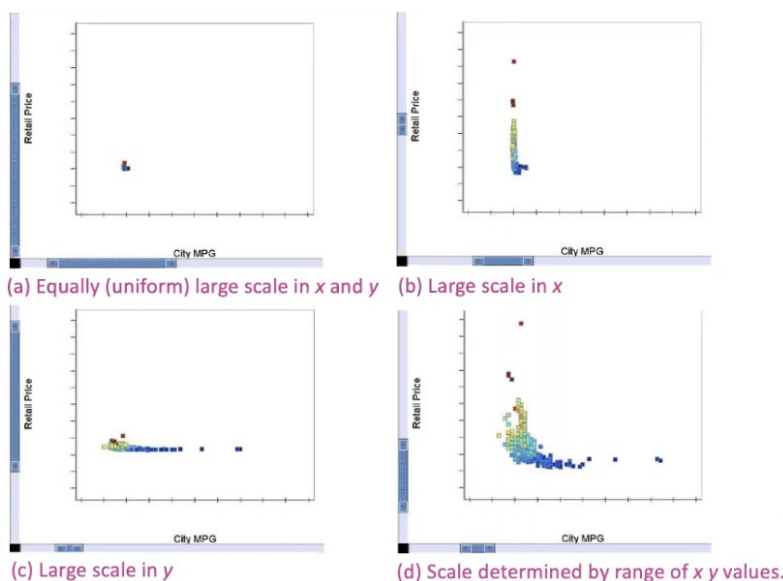 Retail Price
City MPG
(a) Equally (uniform) large scale in x and y
Retail Price
City MPG
(b) Large scale in x
Retail Price
City MPG
(c) Large scale in y
Retail Price
City MPG
(d) Scale determined by range of x y values.